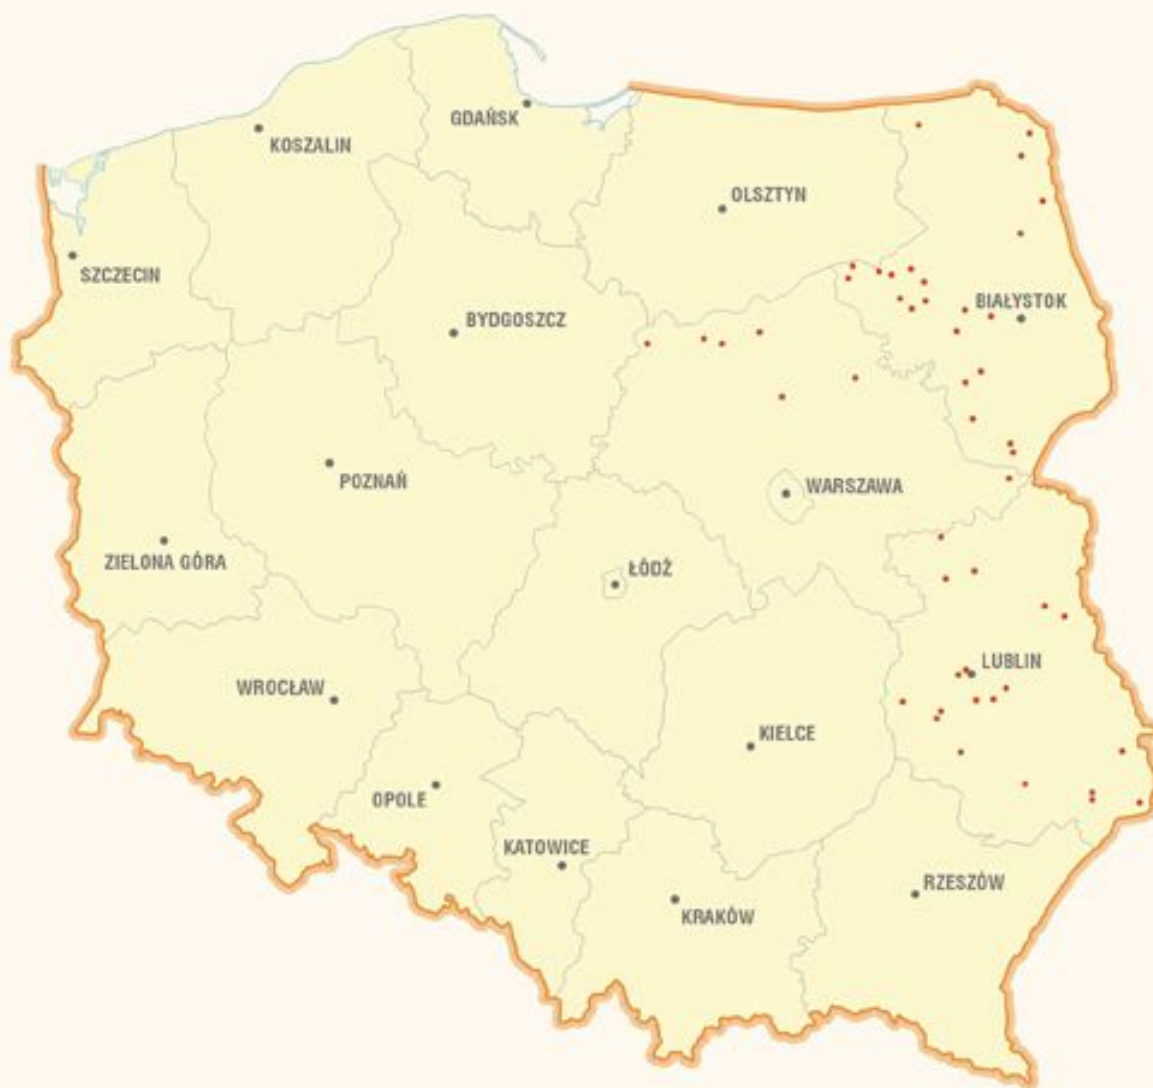 GDAŃSK
KOSZALIN
OLSZTYN
SZCZECIN
BIAŁYSTOK
BYDGOSZCZ
POZNAŃ
WARSZAWA
ZIELONA GÓRA
ŁÓDŹ
LUBLIN
WROCŁAW
KIELCE
OPOLE
KATOWICE
RZESZÓW
KRAKÓW